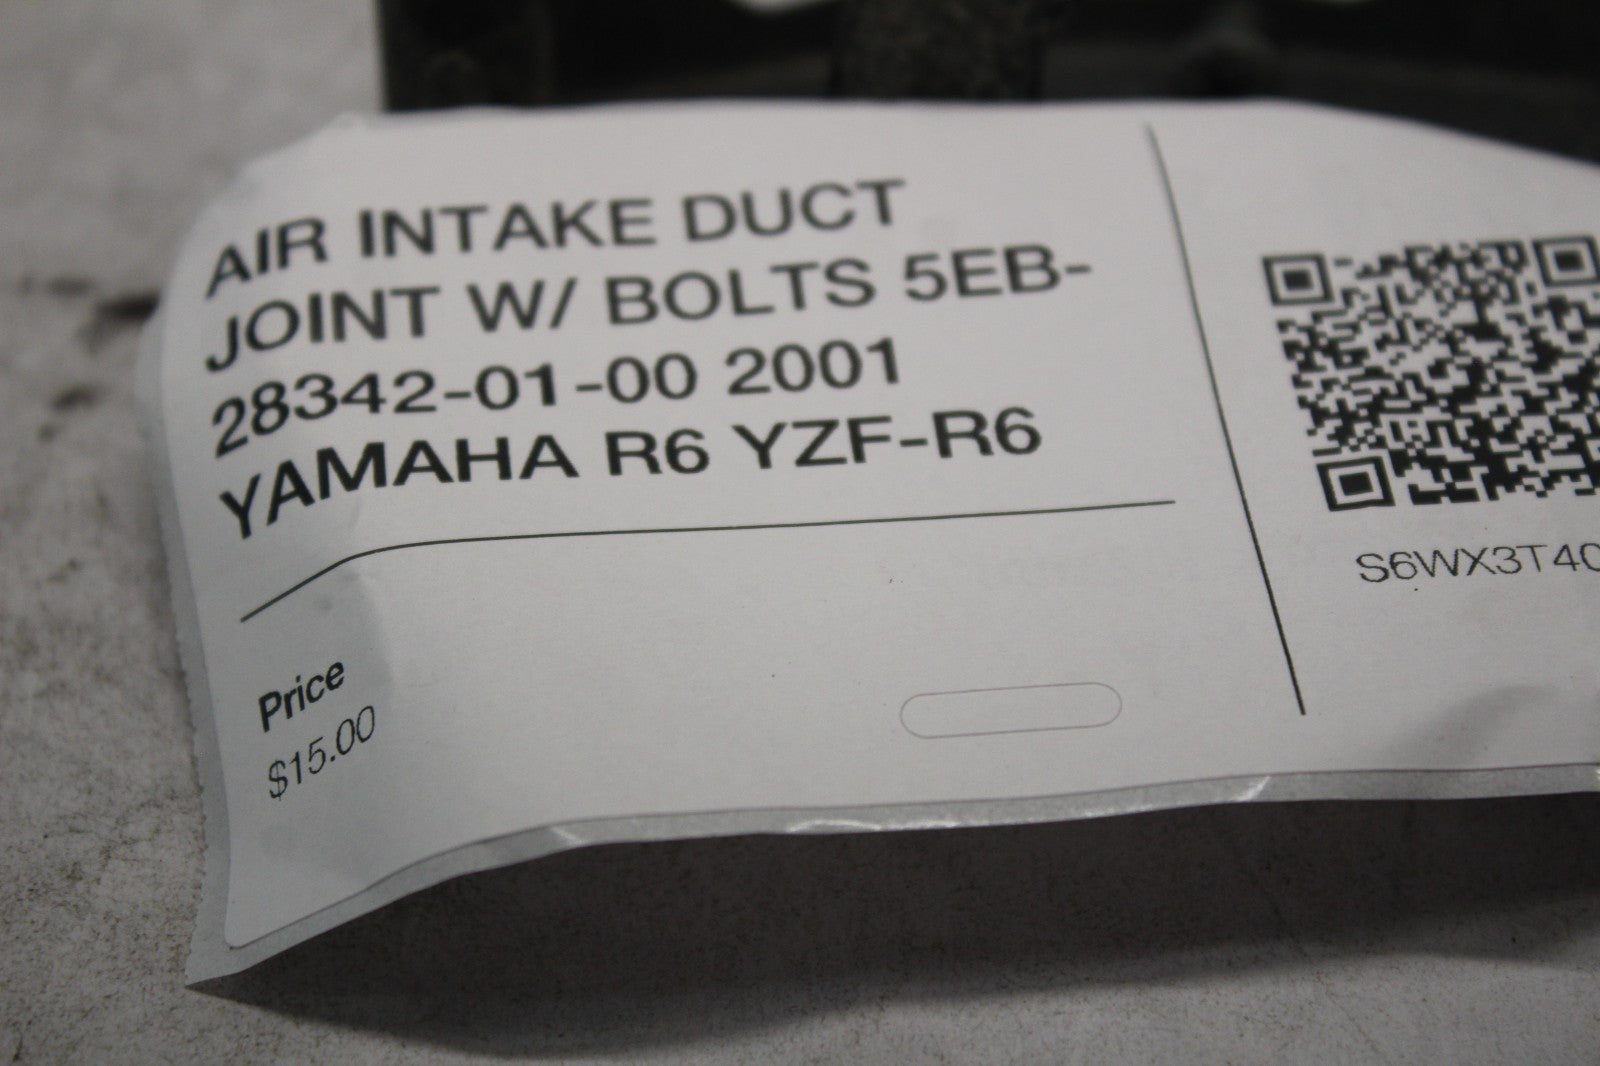 AIR INTAKE DUCT
JOINT W/ BOLTS 5EB-
28342-01-00 2001
YAMAHA R6 YZF-R6
Price
$15.00
S6WX3T40